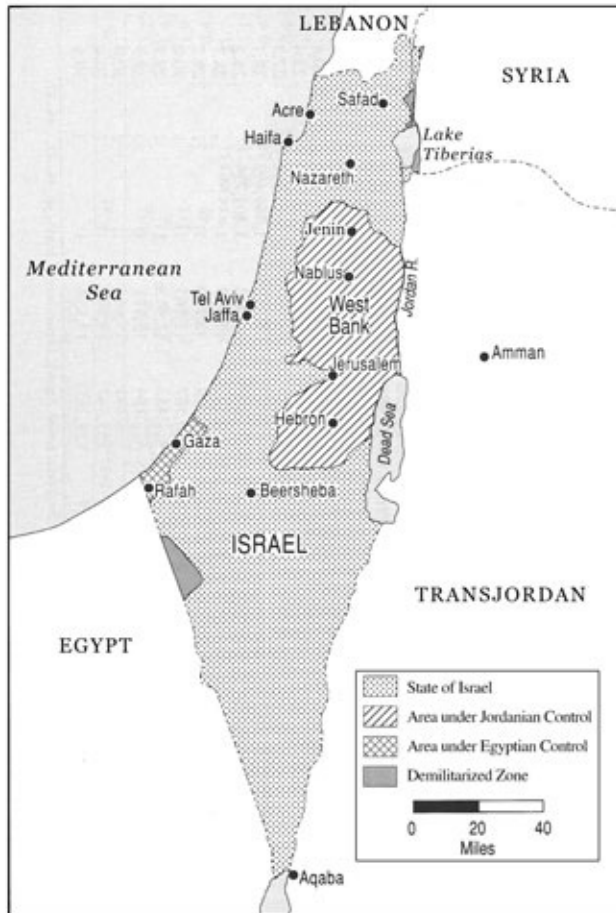 LEBANON
SYRIA
Safad
Acre
Haifa
Lake
Tiberias
Nazareth
Jenin
Mediterranean
Sea
Nablus
Jordan R.
Tel Aviv
Jaffa
West
Bank
Amman
Jerusalem
Hebron
Dead Sea
Gaza
Rafah
Beersheba
ISRAEL
TRANSJORDAN
EGYPT
State of Israel
Area under Jordanian Control
Area under Egyptian Control
Demilitarized Zone
0 20 40
Miles
Aqaba